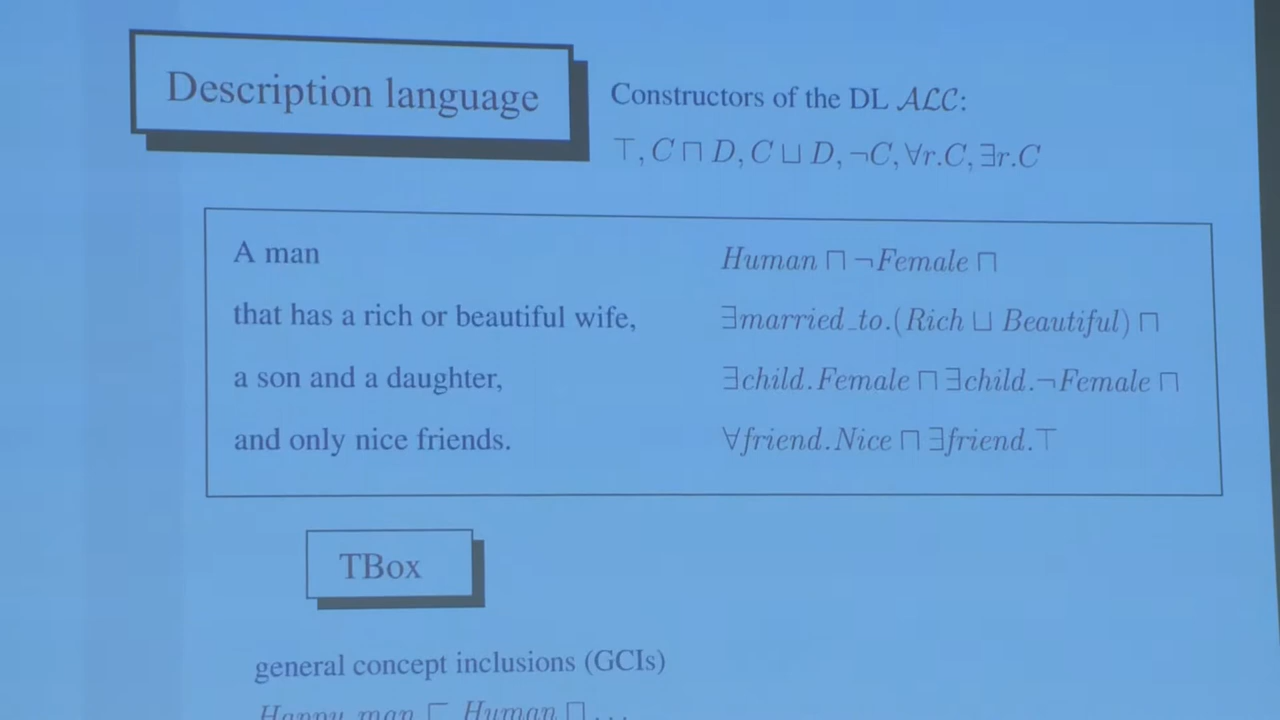 Description language
Constructors of the DL ALC:
⊤, C ⊓ D, C ⊔ D, ¬C, ∀r.C, ∃r.C
A man Human ⊓ ¬Female ⊓
that has a rich or beautiful wife, ∃married_to.(Rich ⊔ Beautiful) ⊓
a son and a daughter, ∃child.Female ⊓ ∃child.¬Female ⊓
and only nice friends. ∀friend.Nice ⊓ ∃friend.⊤
TBox
general concept inclusions (GCIs)
Happy_man ⊑ Human ⊓ ...